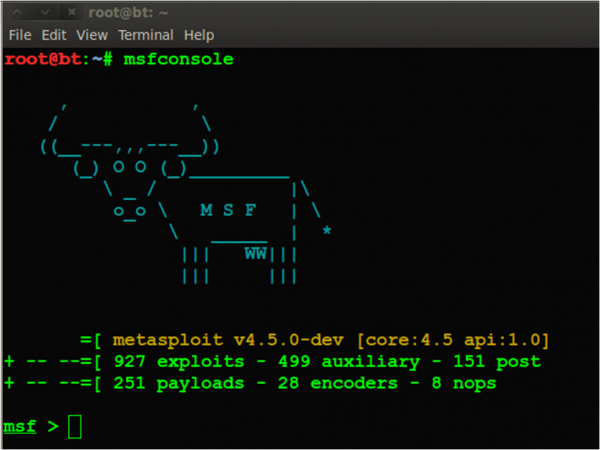 root@bt: ~
File Edit View Terminal Help
root@bt:~# msfconsole
 , ,
 / \
((__---,,,---__))
 (_) O O (_)_________
 \ _ / |\
 o_o \ M S F | \
 \ _____ | *
 ||| WW|||
 ||| |||
=[ metasploit v4.5.0-dev [core:4.5 api:1.0]
+ -- --=[ 927 exploits - 499 auxiliary - 151 post
+ -- --=[ 251 payloads - 28 encoders - 8 nops
msf >